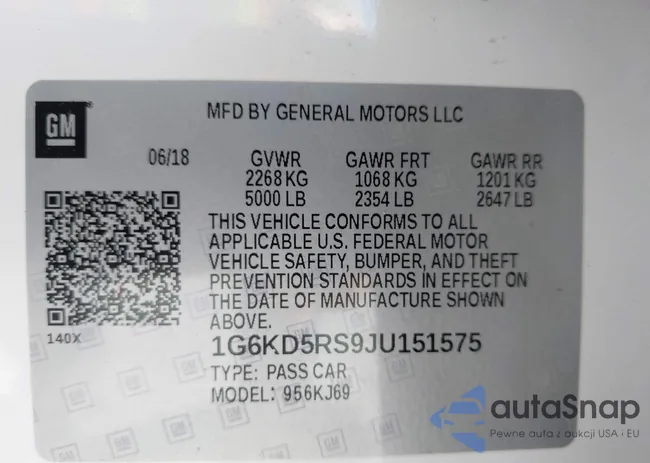 GM
MFD BY GENERAL MOTORS LLC
06/18 GVWR GAWR FRT GAWR RR
2268 KG 1068 KG 1201 KG
5000 LB 2354 LB 2647 LB
THIS VEHICLE CONFORMS TO ALL
APPLICABLE U.S. FEDERAL MOTOR
VEHICLE SAFETY, BUMPER, AND THEFT
PREVENTION STANDARDS IN EFFECT ON
THE DATE OF MANUFACTURE SHOWN
ABOVE.
140X
1G6KD5RS9JU151575
TYPE: PASS CAR
MODEL: 956KJ69
autaSnap
Pewne auta z aukcji USA i EU